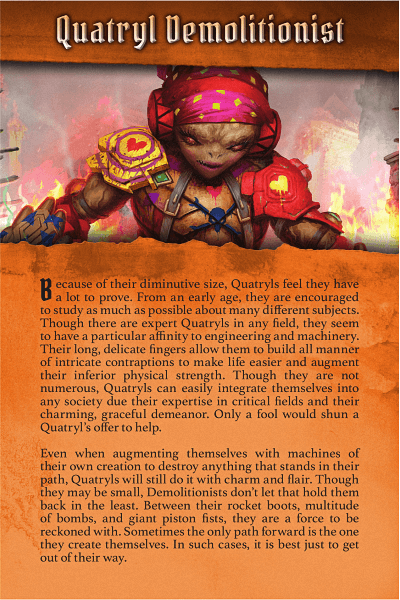 Quatryl Demolitionist
Because of their diminutive size, Quatryls feel they have
a lot to prove. From an early age, they are encouraged
to study as much as possible about many different subjects.
Though there are expert Quatryls in any field, they seem
to have a particular affinity to engineering and machinery.
Their long, delicate fingers allow them to build all manner
of intricate contraptions to make life easier and augment
their inferior physical strength. Though they are not
numerous, Quatryls can easily integrate themselves into
any society due their expertise in critical fields and their
charming, graceful demeanor. Only a fool would shun a
Quatryl's offer to help.
Even when augmenting themselves with machines of
their own creation to destroy anything that stands in their
path, Quatryls will still do it with charm and flair. Though
they may be small, Demolitionists don't let that hold them
back in the least. Between their rocket boots, multitude
of bombs, and giant piston fists, they are a force to be
reckoned with. Sometimes the only path forward is the one
they create themselves. In such cases, it is best just to get
out of their way.